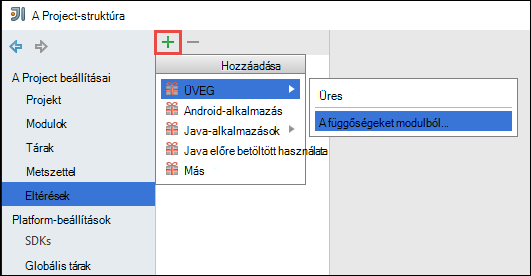 A Project-struktúra
A Project beállításai
Projekt
Modulok
Tárak
Metszettel
Eltérések
Platform-beállítások
SDKs
Globális tárak
Hozzáadása
ÜVEG
Android-alkalmazás
Java-alkalmazások
Java előre betöltött használata
Más
Üres
A függőségeket modulból...